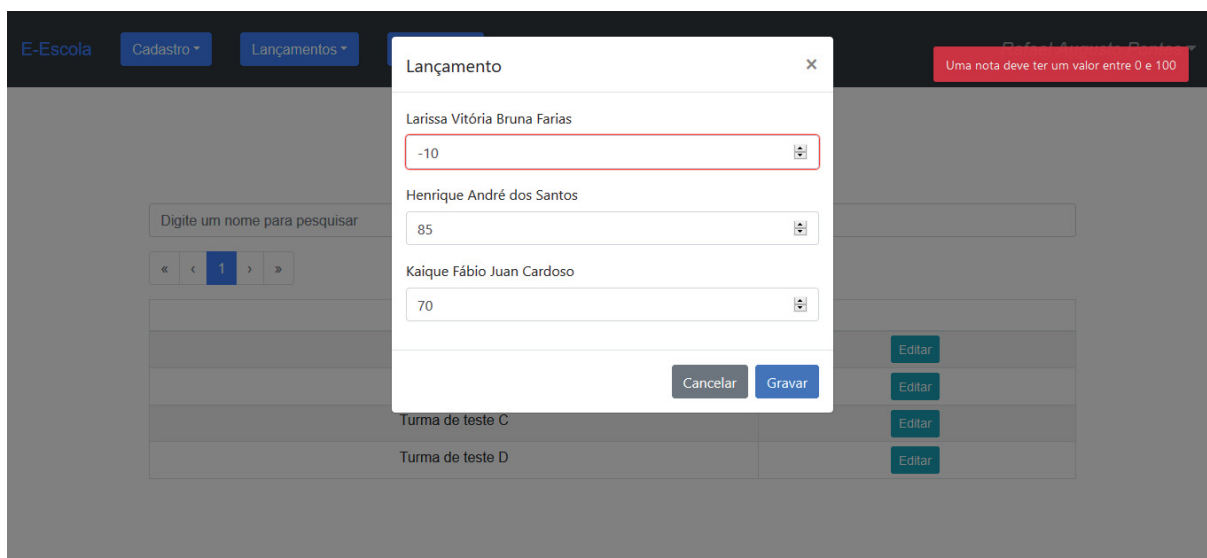 E-Escola
Cadastro
Lançamentos
Uma nota deve ter um valor entre 0 e 100
Lançamento
×
Larissa Vitória Bruna Farias
-10
Henrique André dos Santos
85
Digite um nome para pesquisar
« ‹ 1 › »
Kaique Fábio Juan Cardoso
70
Editar
Cancelar
Gravar
Editar
Turma de teste C
Editar
Turma de teste D
Editar